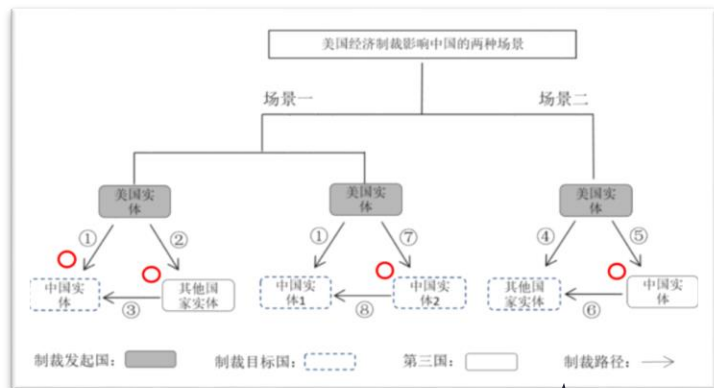 美国经济制裁影响中国的两种场景
场景一
场景二
美国实
体
美国实
体
美国实
体
① ②
① ⑦
④ ⑤
中国实
体
③
其他国
家实体
中国实
体1
⑧
中国实
体2
其他国
家实体
⑥
中国实
体
制裁发起国：
制裁目标国：
第三国：
制裁路径：